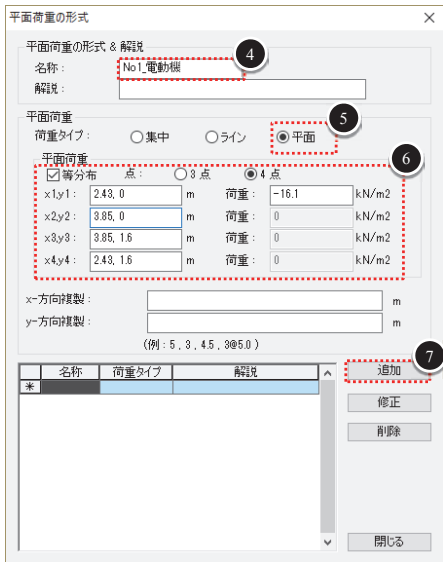 平面荷重の形式
平面荷重の形式 & 解説
4
名称 : No1_電動機
解説 :
5
平面荷重
荷重タイプ : 集中 ライン 平面
6
平面荷重
等分布 点 : 3 点 4 点
x1,y1 : 2.43, 0 m 荷重 : -16.1 kN/m2
x2,y2 : 3.85, 0 m 荷重 : 0 kN/m2
x3,y3 : 3.85, 1.6 m 荷重 : 0 kN/m2
x4,y4 : 2.43, 1.6 m 荷重 : 0 kN/m2
x-方向複製 : m
y-方向複製 : m
(例 : 5 , 3 , 4.5 , 3@5.0 )
7
名称 荷重タイプ 解説
追加
*
修正
削除
閉じる